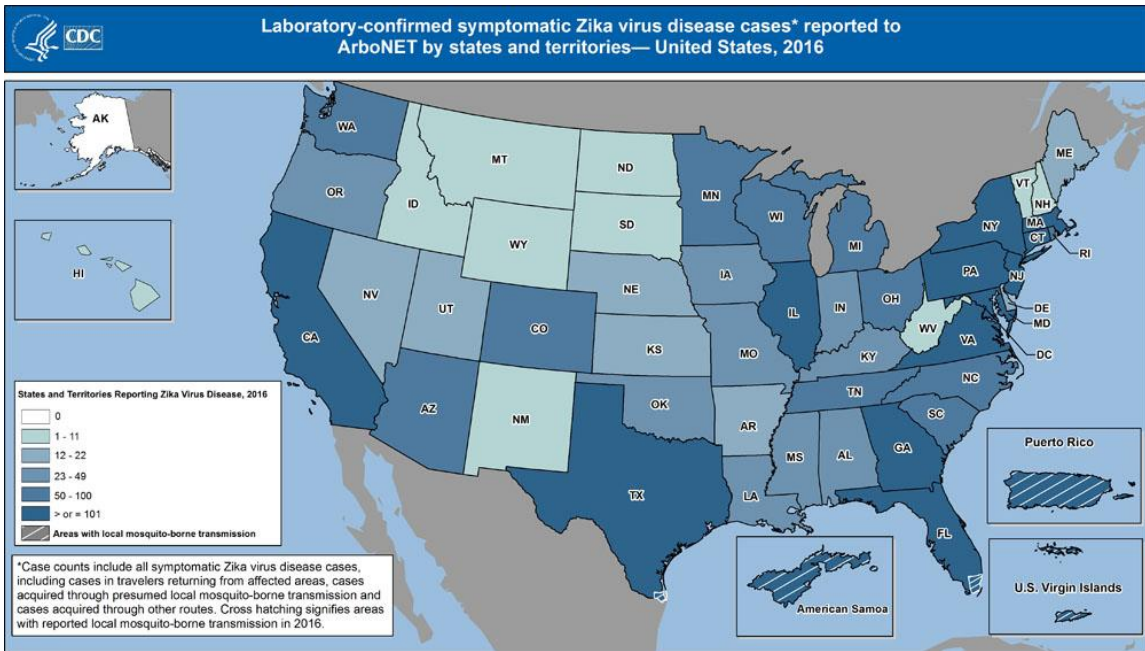 CDC
Laboratory-confirmed symptomatic Zika virus disease cases* reported to
ArboNET by states and territories— United States, 2016
AK
HI
WA
OR
CA
ID
NV
MT
WY
UT
AZ
CO
NM
ND
SD
NE
KS
OK
TX
MN
IA
MO
AR
LA
WI
IL
MI
IN
OH
KY
TN
MS
AL
GA
FL
SC
NC
VA
WV
PA
NY
VT
NH
ME
MA
CT
RI
NJ
DE
MD
DC
States and Territories Reporting Zika Virus Disease, 2016
0
1 - 11
12 - 22
23 - 49
50 - 100
> or = 101
Areas with local mosquito-borne transmission
*Case counts include all symptomatic Zika virus disease cases,
including cases in travelers returning from affected areas, cases
acquired through presumed local mosquito-borne transmission and
cases acquired through other routes. Cross hatching signifies areas
with reported local mosquito-borne transmission in 2016.
American Samoa
Puerto Rico
U.S. Virgin Islands